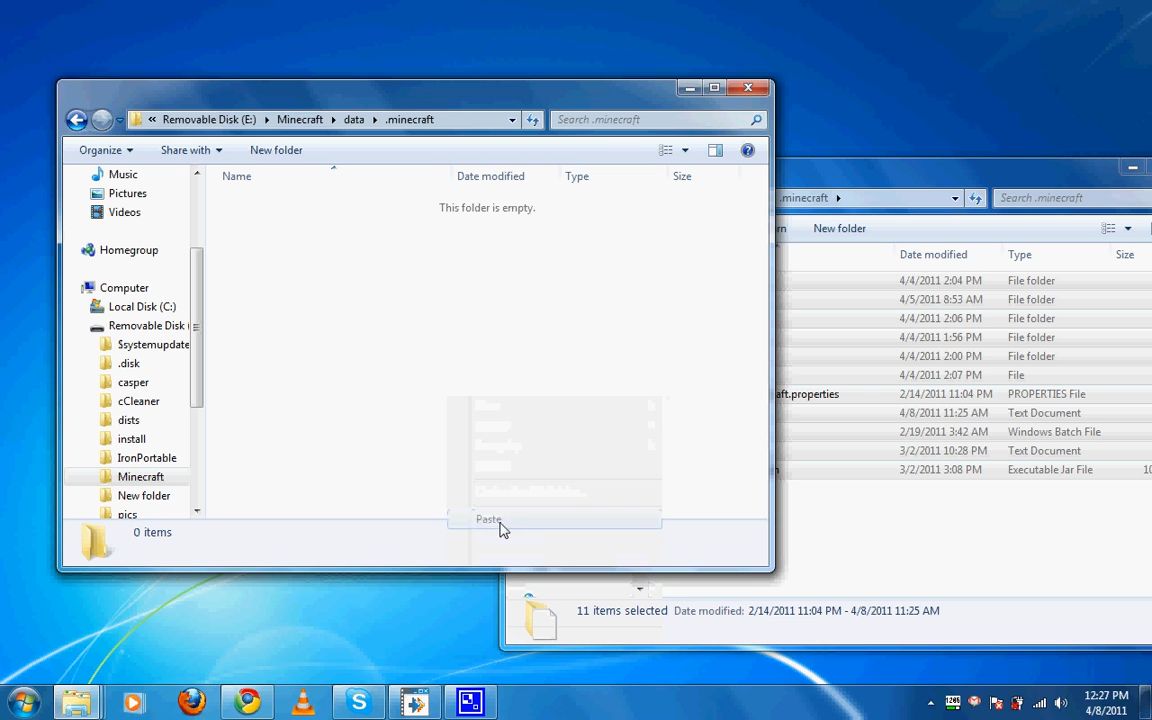 « Removable Disk (E:) Minecraft data .minecraft
Search .minecraft
Organize Share with New folder
Music
Pictures
Videos
Homegroup
Computer
Local Disk (C:)
Removable Disk (
$systemupdate
.disk
casper
cCleaner
dists
install
IronPortable
Minecraft
New folder
pics
Name Date modified Type Size
This folder is empty.
Paste
0 items
.minecraft
Search .minecraft
rn New folder
Date modified Type Size
4/4/2011 2:04 PM File folder
4/5/2011 8:53 AM File folder
4/4/2011 2:06 PM File folder
4/4/2011 1:56 PM File folder
4/4/2011 2:00 PM File folder
4/4/2011 2:07 PM File
aft.properties 2/14/2011 11:04 PM PROPERTIES File
4/8/2011 11:25 AM Text Document
2/19/2011 3:42 AM Windows Batch File
3/2/2011 10:28 PM Text Document
3/2/2011 3:08 PM Executable Jar File 10
11 items selected Date modified: 2/14/2011 11:04 PM - 4/8/2011 11:25 AM
12:27 PM
4/8/2011